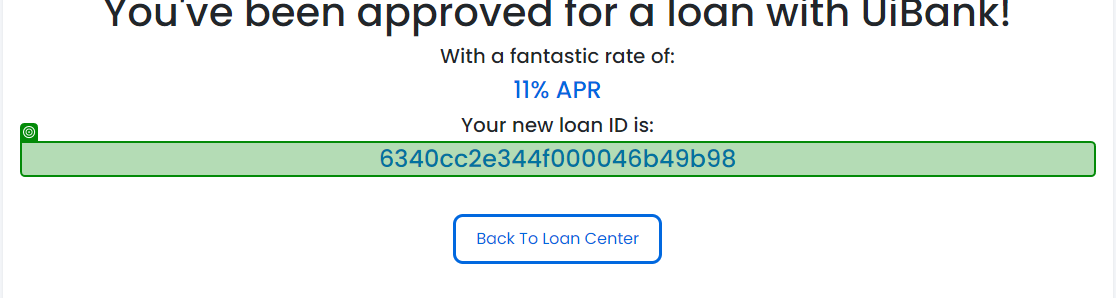 You've been approved for a loan with UiBank!
With a fantastic rate of:
11% APR
Your new loan ID is:
6340cc2e344f000046b49b98
Back To Loan Center